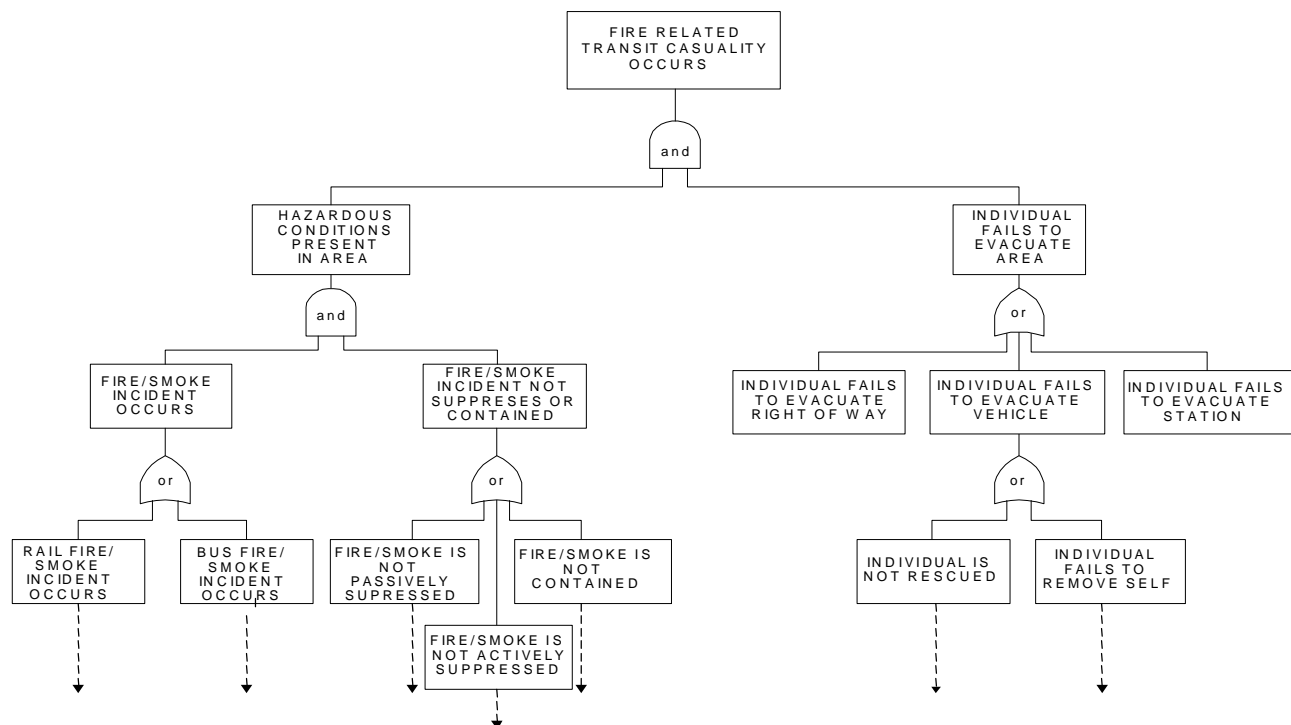 FIRE RELATED
TRANSIT CASUALITY
OCCURS
and
HAZARDOUS
CONDITIONS
PRESENT
IN AREA
INDIVIDUAL
FAILS TO
EVACUATE
AREA
and
or
FIRE/SMOKE
INCIDENT
OCCURS
FIRE/SMOKE
INCIDENT NOT
SUPPRESES OR
CONTAINED
INDIVIDUAL FAILS
TO EVACUATE
RIGHT OF WAY
INDIVIDUAL FAILS
TO EVACUATE
VEHICLE
INDIVIDUAL FAILS
TO EVACUATE
STATION
or
or
or
RAIL FIRE/
SMOKE
INCIDENT
OCCURS
BUS FIRE/
SMOKE
INCIDENT
OCCURS
FIRE/SMOKE IS
NOT
PASSIVELY
SUPRESSED
FIRE/SMOKE IS
NOT
CONTAINED
INDIVIDUAL IS
NOT RESCUED
INDIVIDUAL
FAILS TO
REMOVE SELF
FIRE/SMOKE IS
NOT ACTIVELY
SUPPRESSED